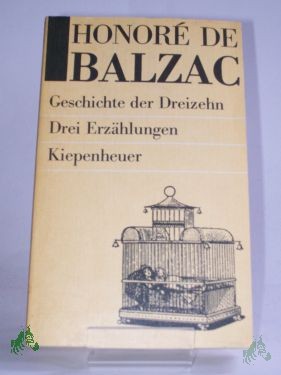 HONORÉ DE
BALZAC
Geschichte der Dreizehn
Drei Erzählungen
Kiepenheuer